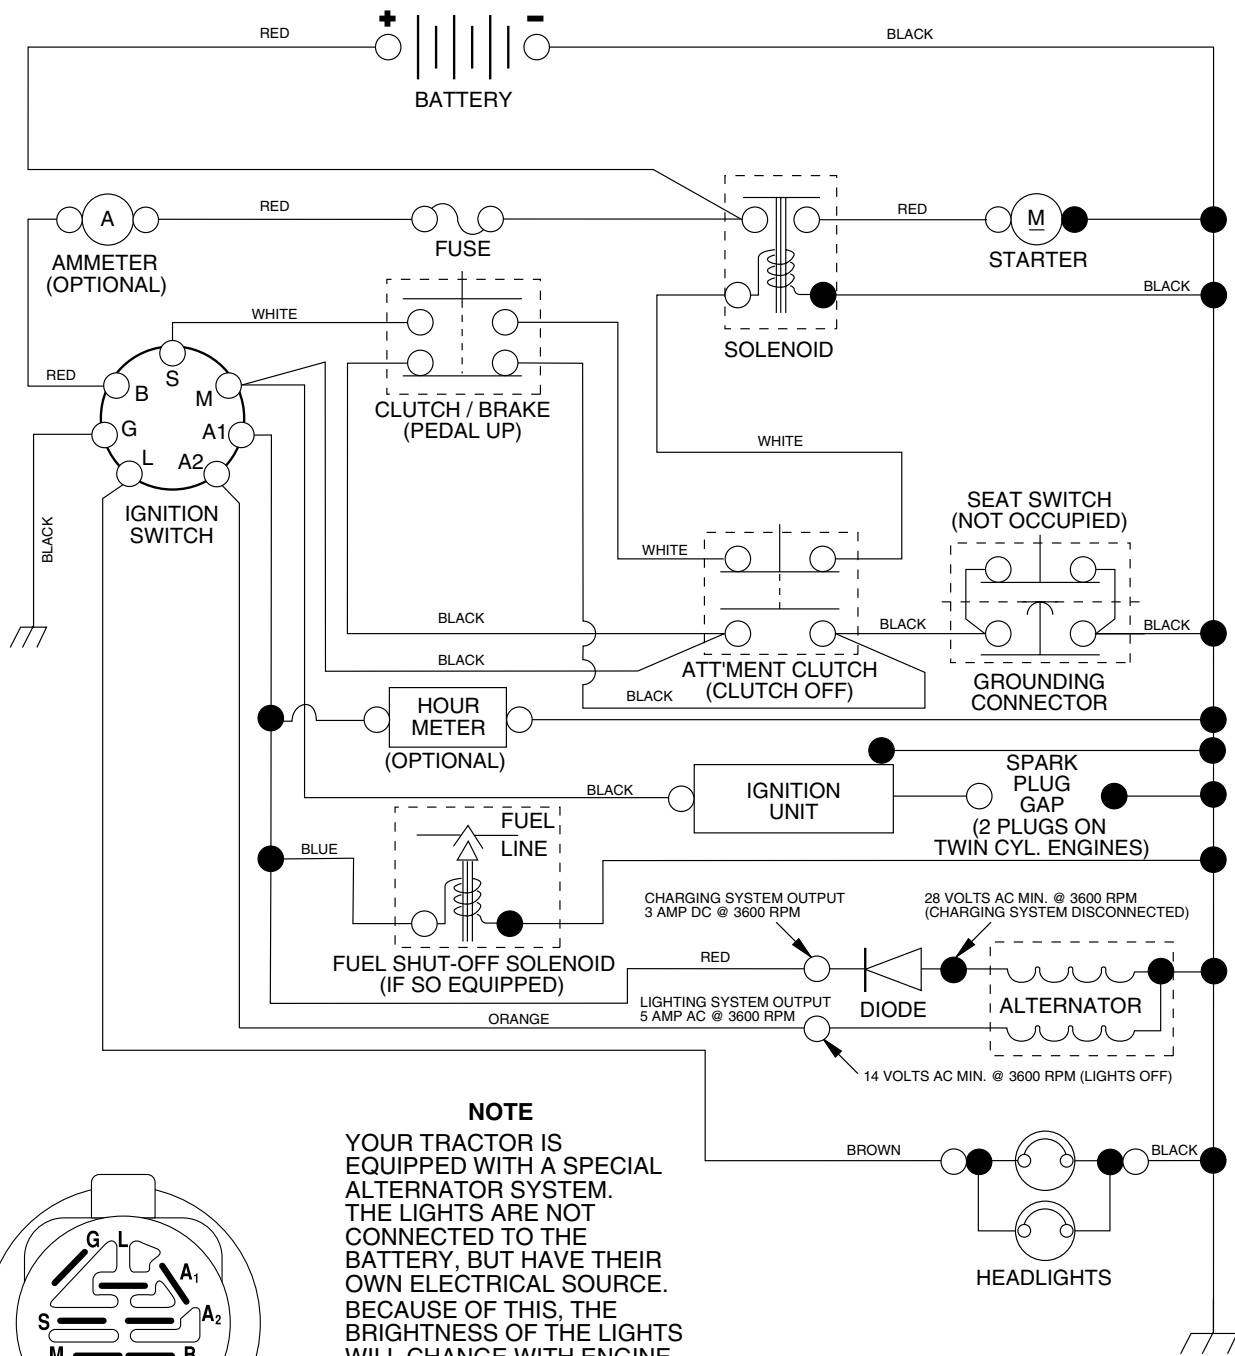 + −
RED
BLACK
BATTERY
A
RED
RED
M
FUSE
STARTER
AMMETER
(OPTIONAL)
BLACK
WHITE
SOLENOID
RED
S
B
M
CLUTCH / BRAKE
(PEDAL UP)
G
A1
WHITE
L
A2
IGNITION
SWITCH
BLACK
SEAT SWITCH
(NOT OCCUPIED)
WHITE
BLACK
BLACK
BLACK
BLACK
ATT'MENT CLUTCH
(CLUTCH OFF)
GROUNDING
CONNECTOR
BLACK
HOUR
METER
(OPTIONAL)
SPARK
PLUG
GAP
(2 PLUGS ON
TWIN CYL. ENGINES)
BLACK
IGNITION
UNIT
FUEL
LINE
BLUE
CHARGING SYSTEM OUTPUT
3 AMP DC @ 3600 RPM
28 VOLTS AC MIN. @ 3600 RPM
(CHARGING SYSTEM DISCONNECTED)
FUEL SHUT-OFF SOLENOID
(IF SO EQUIPPED)
RED
LIGHTING SYSTEM OUTPUT
5 AMP AC @ 3600 RPM
DIODE
ALTERNATOR
ORANGE
14 VOLTS AC MIN. @ 3600 RPM (LIGHTS OFF)
NOTE
YOUR TRACTOR IS
EQUIPPED WITH A SPECIAL
ALTERNATOR SYSTEM.
THE LIGHTS ARE NOT
CONNECTED TO THE
BATTERY, BUT HAVE THEIR
OWN ELECTRICAL SOURCE.
BECAUSE OF THIS, THE
BRIGHTNESS OF THE LIGHTS
WILL CHANGE WITH ENGINE
BROWN
BLACK
HEADLIGHTS
G L
A1
S
A2
M B